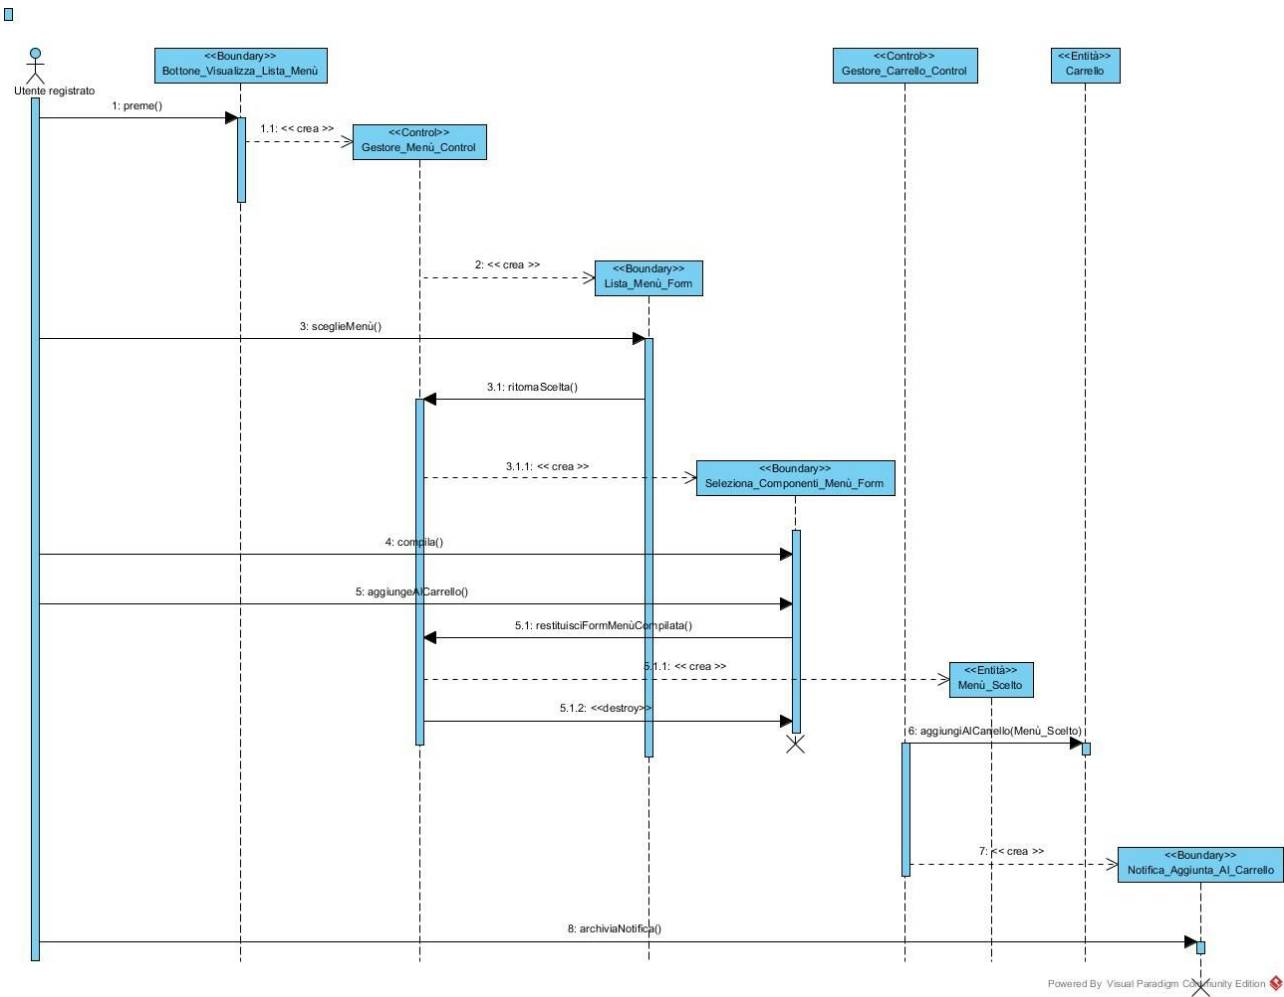 <<Boundary>>
Bottone_Visualizza_Lista_Menù
<<Control>>
Gestore_Carrello_Control
<<Entità>>
Carrello
Utente registrato
1: preme()
1.1: << crea >>
<<Control>>
Gestore_Menù_Control
2: << crea >>
<<Boundary>>
Lista_Menù_Form
3: sceglieMenù()
3.1: ritornaScelta()
3.1.1: << crea >>
<<Boundary>>
Seleziona_Componenti_Menù_Form
4: compila()
5: aggiungeAlCarrello()
5.1: restituisciFormMenùCompilata()
5.1.1: << crea >>
<<Entità>>
Menù_Scelto
5.1.2: <<destroy>>
6: aggiungiAlCarrello(Menù_Scelto)
7: << crea >>
<<Boundary>>
Notifica_Aggiunta_Al_Carrello
8: archiviaNotifica()
Powered By Visual Paradigm Community Edition